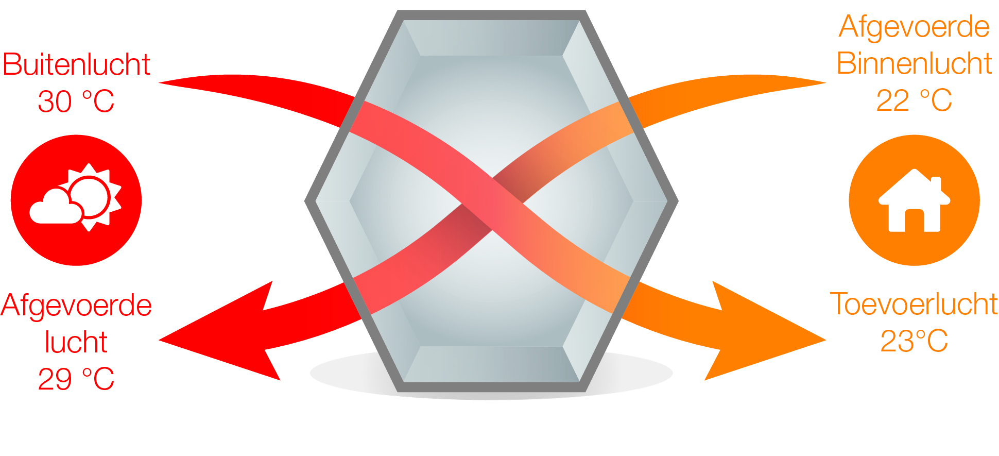 Buitenlucht
30 °C
Afgevoerde
lucht
29 °C
Afgevoerde
Binnenlucht
22 °C
Toevoerlucht
23°C